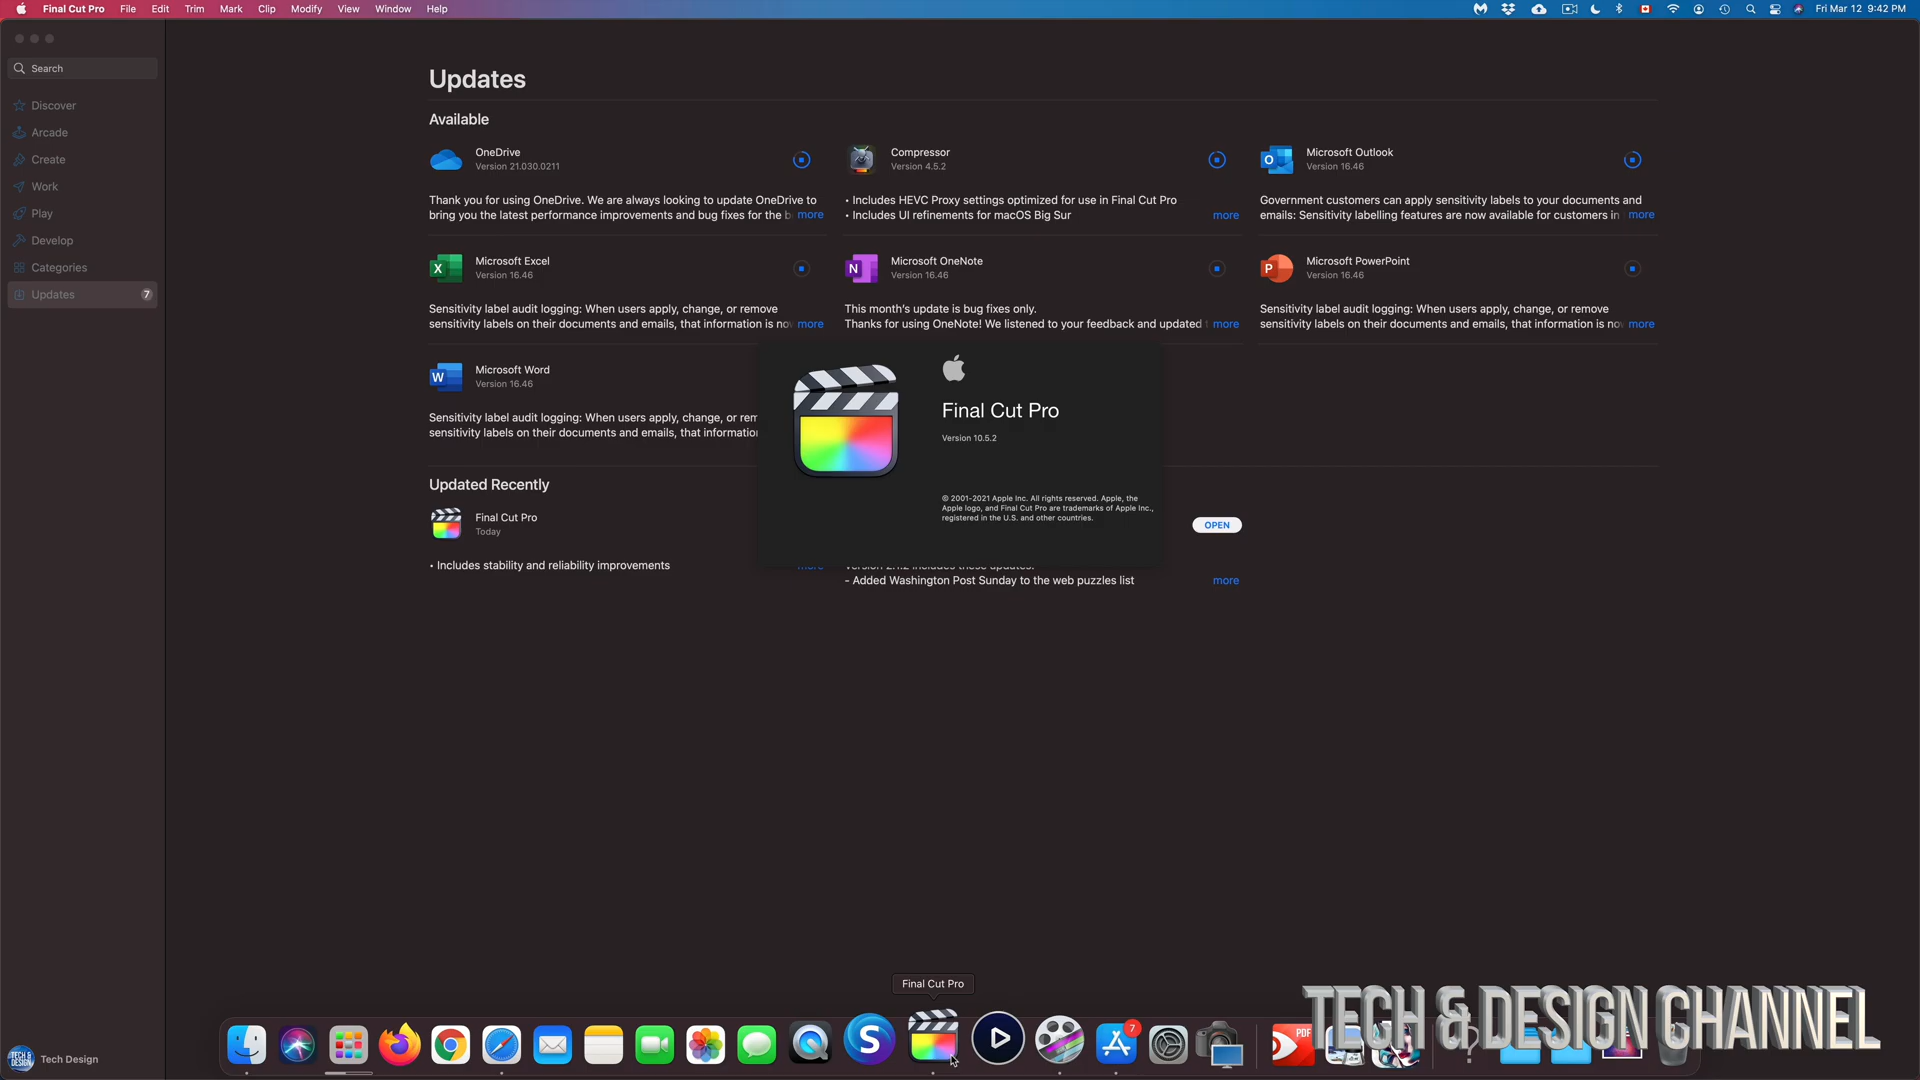 Final Cut Pro File Edit Trim Mark Clip Modify View Window Help Fri Mar 12 9:42 PM
Search
Discover
Arcade
Create
Work
Play
Develop
Categories
Updates 7
Updates
Available
OneDrive
Version 21.030.0211
Thank you for using OneDrive. We are always looking to update OneDrive to
bring you the latest performance improvements and bug fixes for the b more
Compressor
Version 4.5.2
• Includes HEVC Proxy settings optimized for use in Final Cut Pro
• Includes UI refinements for macOS Big Sur more
Microsoft Outlook
Version 16.46
Government customers can apply sensitivity labels to your documents and
emails: Sensitivity labelling features are now available for customers in more
Microsoft Excel
Version 16.46
Sensitivity label audit logging: When users apply, change, or remove
sensitivity labels on their documents and emails, that information is now more
Microsoft OneNote
Version 16.46
This month's update is bug fixes only.
Thanks for using OneNote! We listened to your feedback and updated more
Microsoft PowerPoint
Version 16.46
Sensitivity label audit logging: When users apply, change, or remove
sensitivity labels on their documents and emails, that information is now more
Microsoft Word
Version 16.46
Sensitivity label audit logging: When users apply, change, or rem
sensitivity labels on their documents and emails, that information
Final Cut Pro
Version 10.5.2
© 2001-2021 Apple Inc. All rights reserved. Apple, the
Apple logo, and Final Cut Pro are trademarks of Apple Inc.,
registered in the U.S. and other countries.
Updated Recently
Final Cut Pro
Today
• Includes stability and reliability improvements more
OPEN
Version 2.1.2 includes these updates:
- Added Washington Post Sunday to the web puzzles list more
Final Cut Pro
7
PDF
TECH & DESIGN CHANNEL
Tech Design